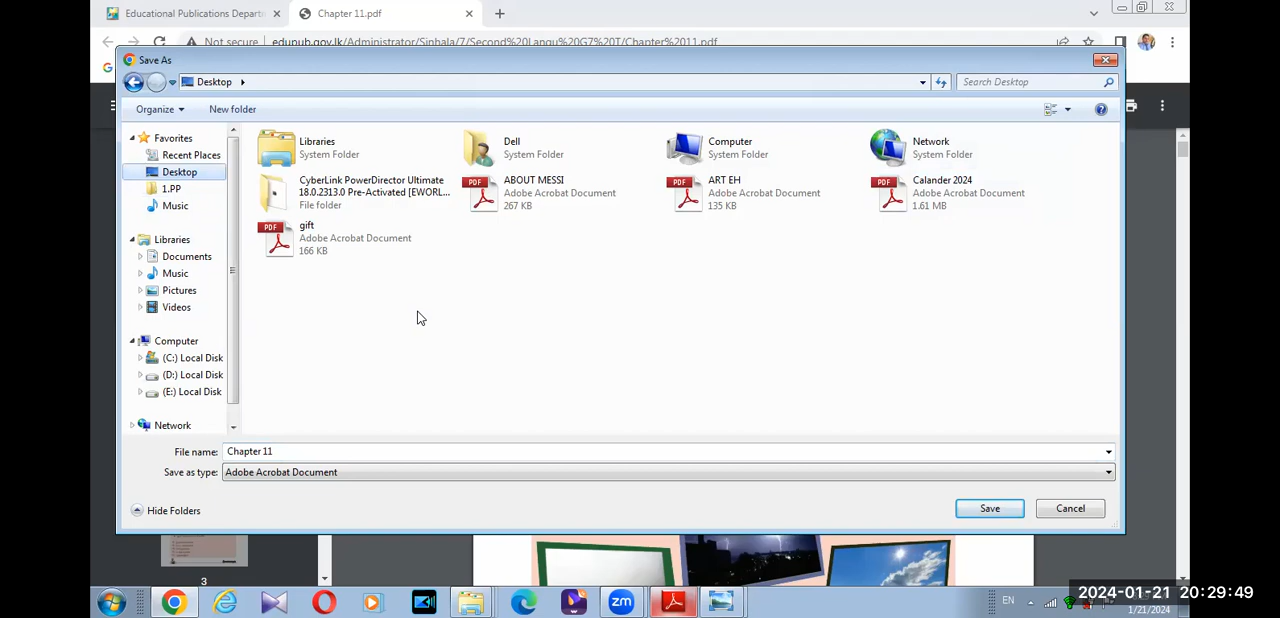 Educational Publications Depart
Chapter 11.pdf
Not secure
edupub.gov.lk/Administrator/Sinhala/7/Second%20Langu%20G7%20T/Chapter%2011.pdf
Save As
Desktop
Search Desktop
Organize
New folder
Favorites
Recent Places
Desktop
1.PP
Music
Libraries
Documents
Music
Pictures
Videos
Computer
(C:) Local Disk
(D:) Local Disk
(E:) Local Disk
Network
Libraries
System Folder
Dell
System Folder
Computer
System Folder
Network
System Folder
CyberLink PowerDirector Ultimate
18.0.2313.0 Pre-Activated [EWORL...
File folder
PDF
ABOUT MESSI
Adobe Acrobat Document
267 KB
PDF
ART EH
Adobe Acrobat Document
135 KB
PDF
Calander 2024
Adobe Acrobat Document
1.61 MB
PDF
gift
Adobe Acrobat Document
166 KB
File name:
Chapter 11
Save as type:
Adobe Acrobat Document
Hide Folders
Save
Cancel
3
zm
EN
2024-01-21 20:29:49
1/21/2024